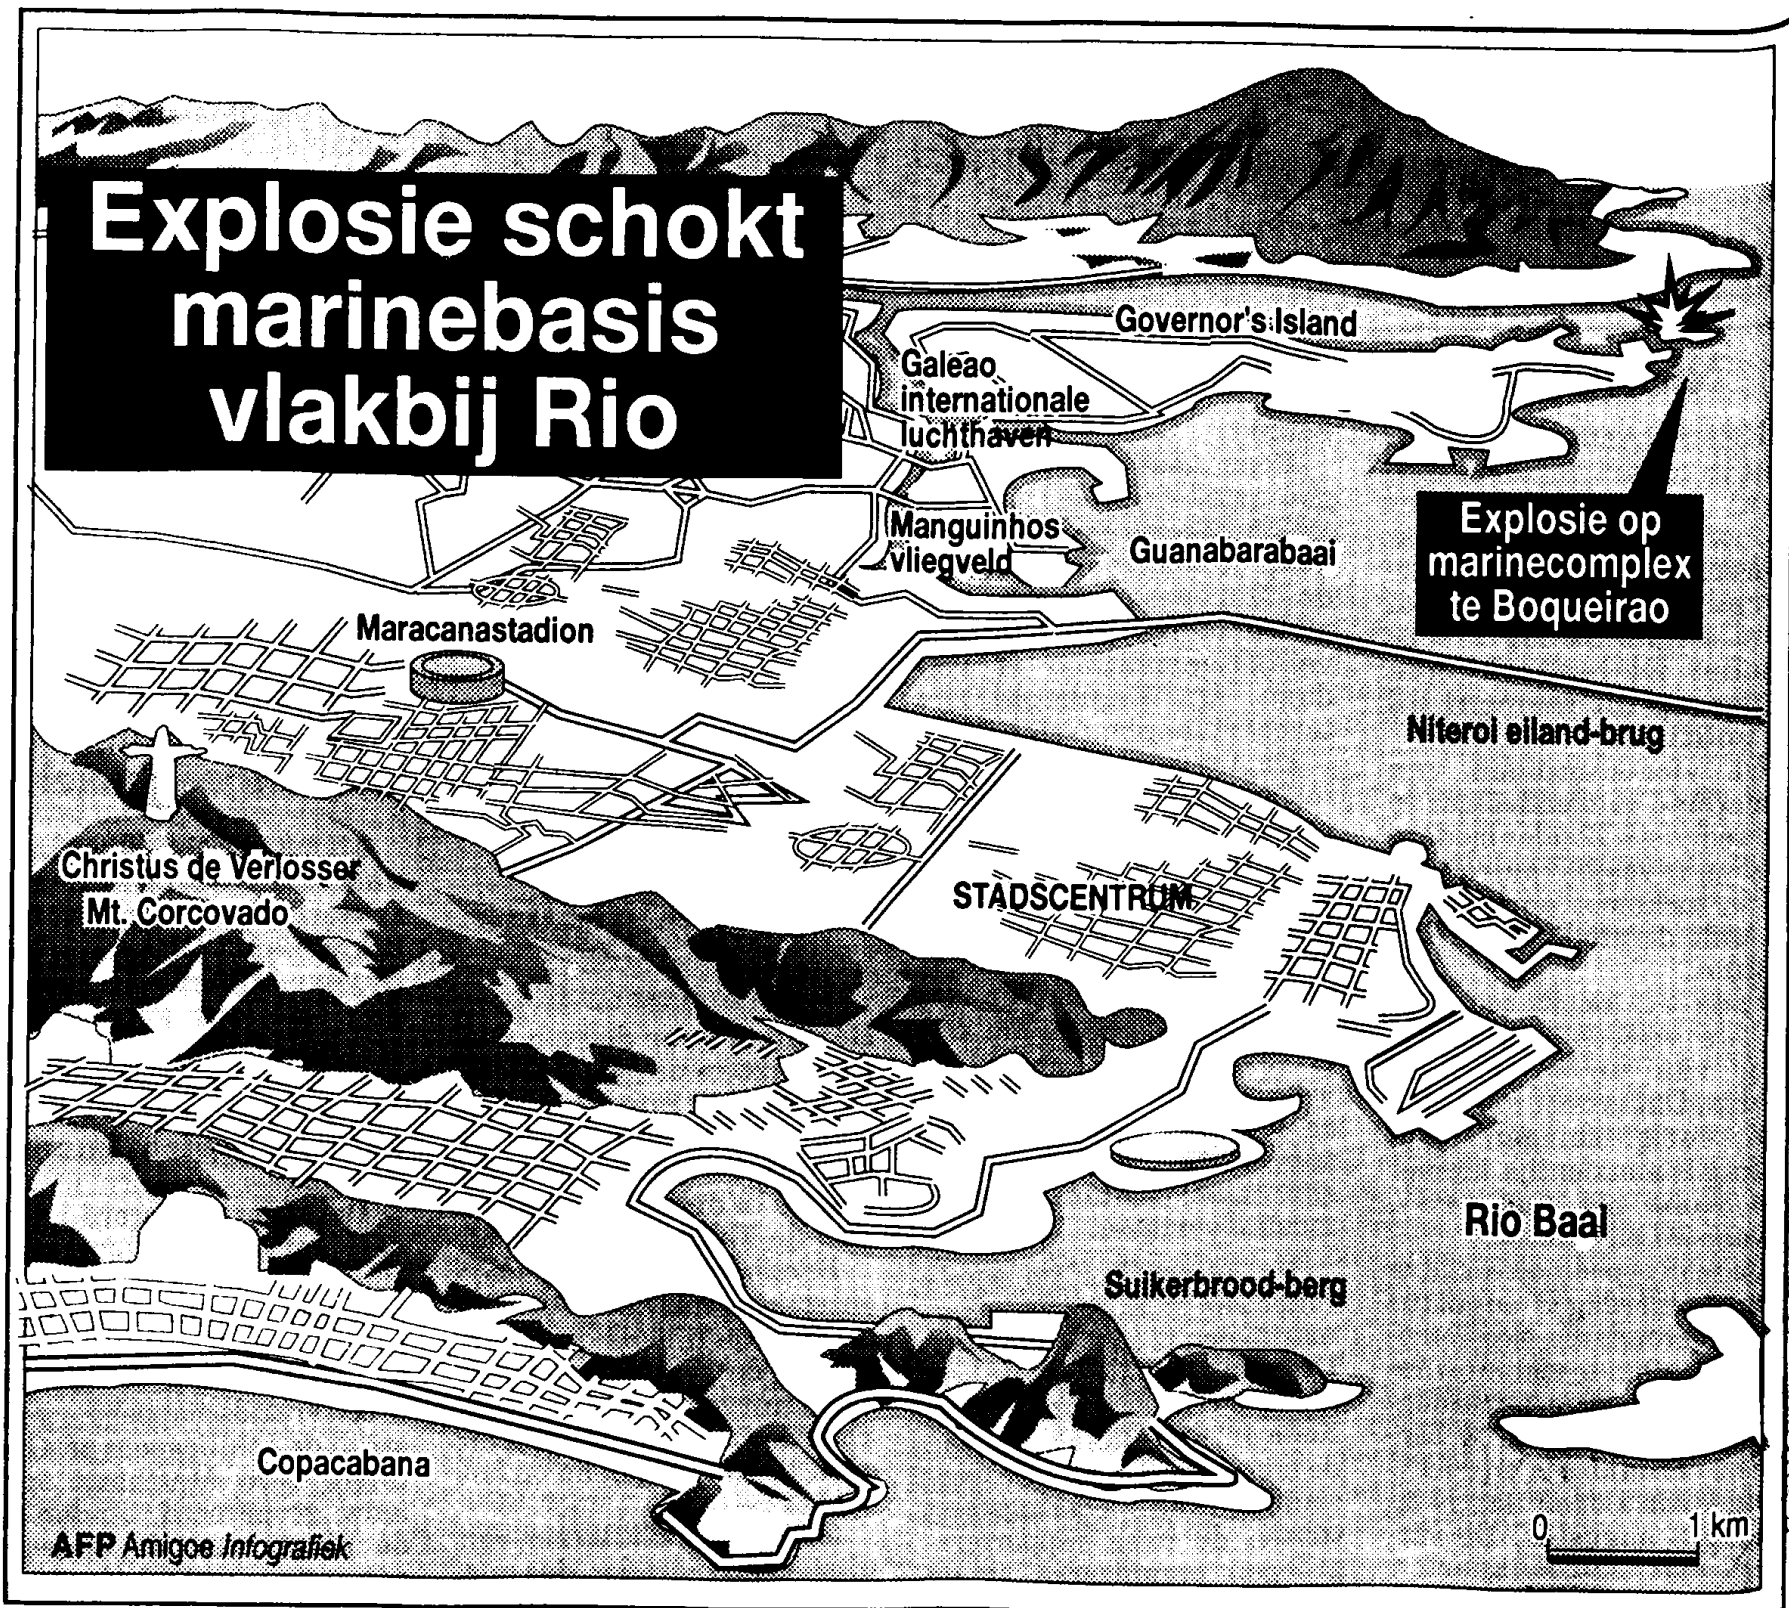 Explosie schokt
marinebasis
vlakbij Rio
Governor's Island
Galeao
internationale
luchthaven
Manguinhos
vliegveld
Guanabarabaai
Explosie op
marinecomplex
te Boqueirao
Maracanastadion
Niteroi eiland-brug
Christus de Verlosser
Mt. Corcovado
STADSCENTRUM
Rio Baai
Suikerbrood-berg
Copacabana
AFP Amigoe Infografiek
0 1 km